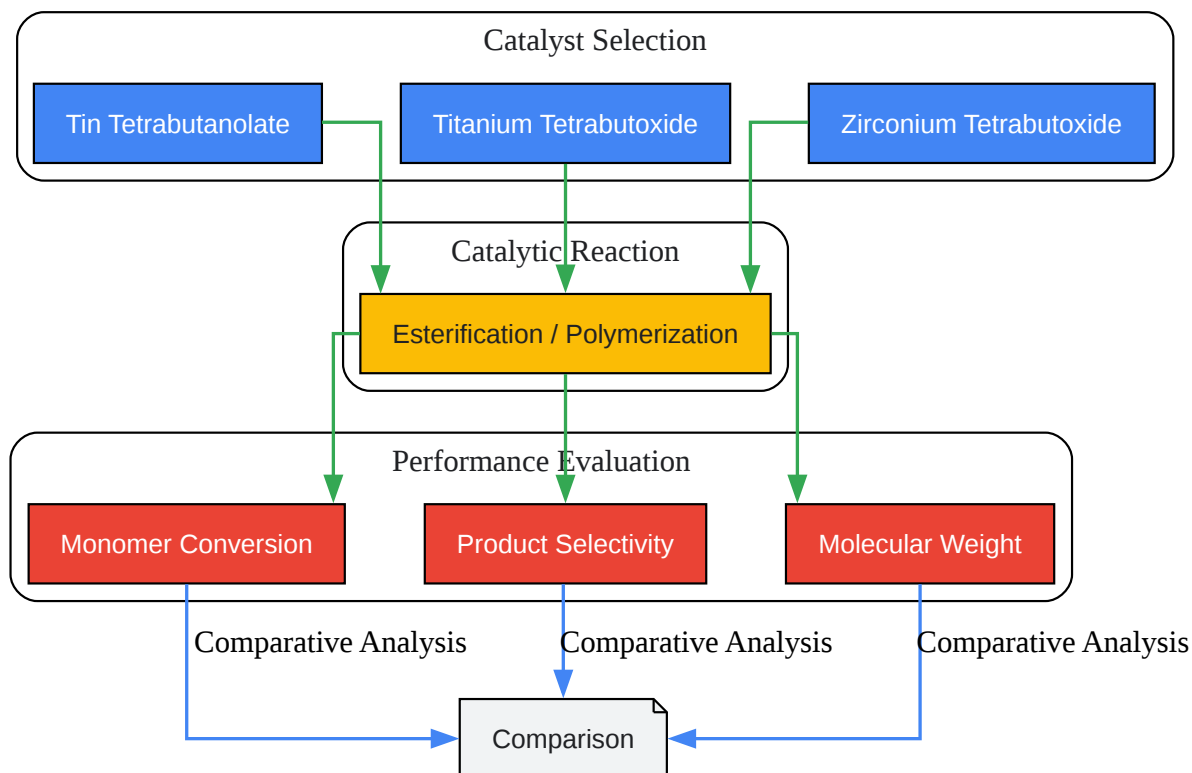 Catalyst Selection
Tin Tetrabutanolate
Titanium Tetrabutoxide
Zirconium Tetrabutoxide
Catalytic Reaction
Esterification / Polymerization
Performance Evaluation
Monomer Conversion
Product Selectivity
Molecular Weight
Comparative Analysis
Comparative Analysis
Comparative Analysis
Comparison